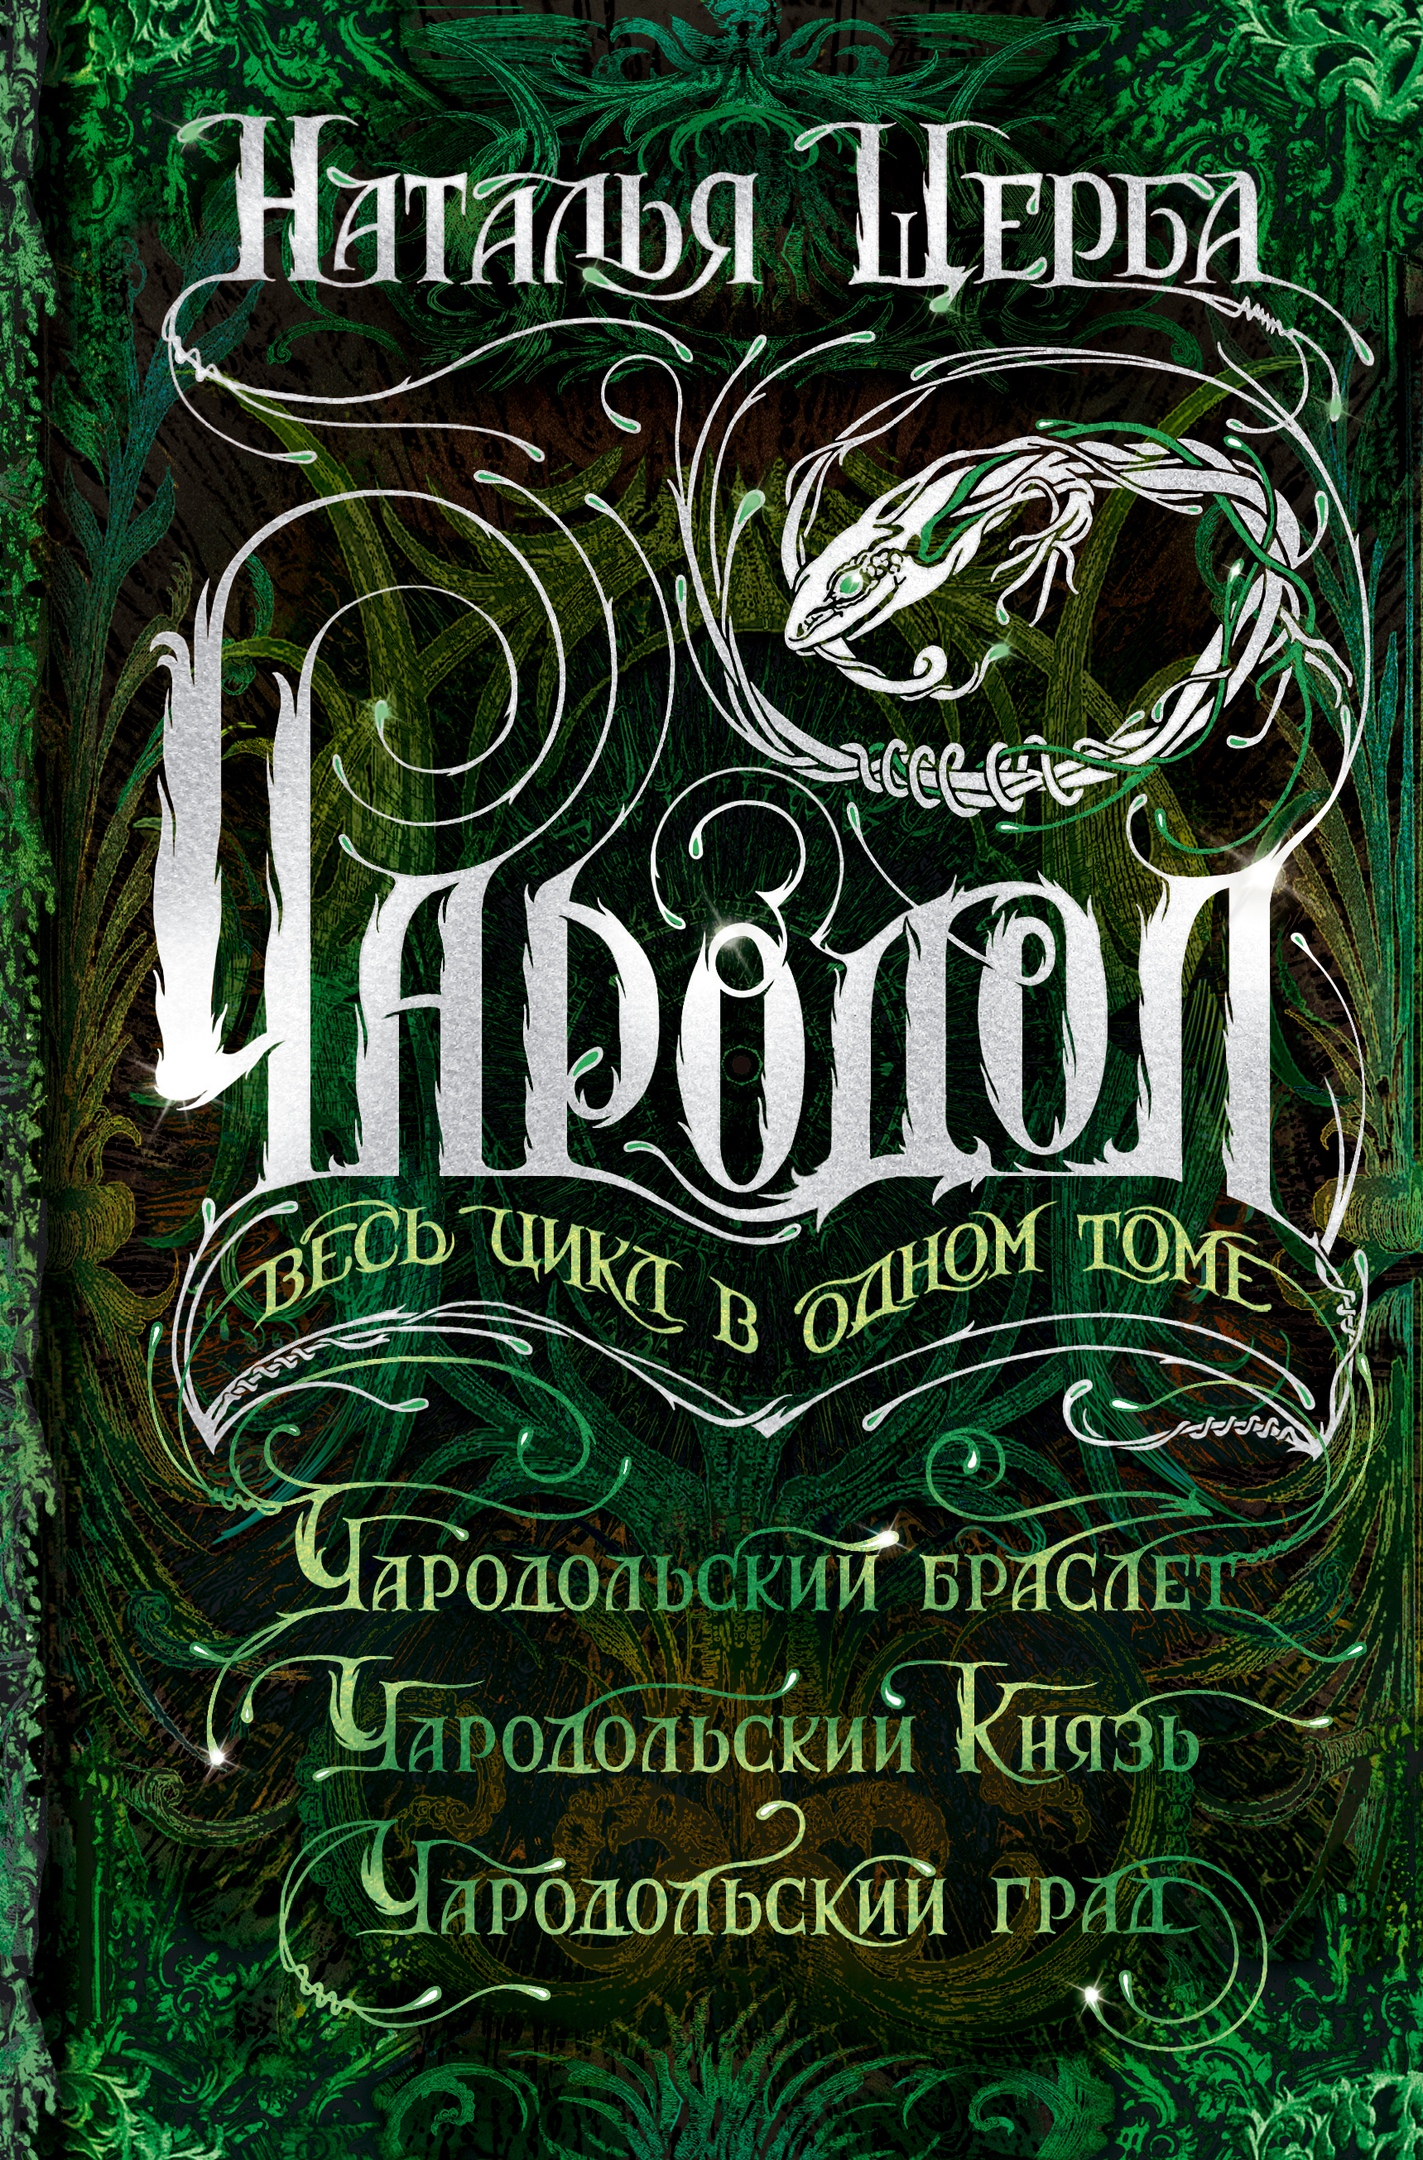 Наталья Щерба
Чародол
весь цикл в одном томе
Чародольский браслет
Чародольский Князь
Чародольский град